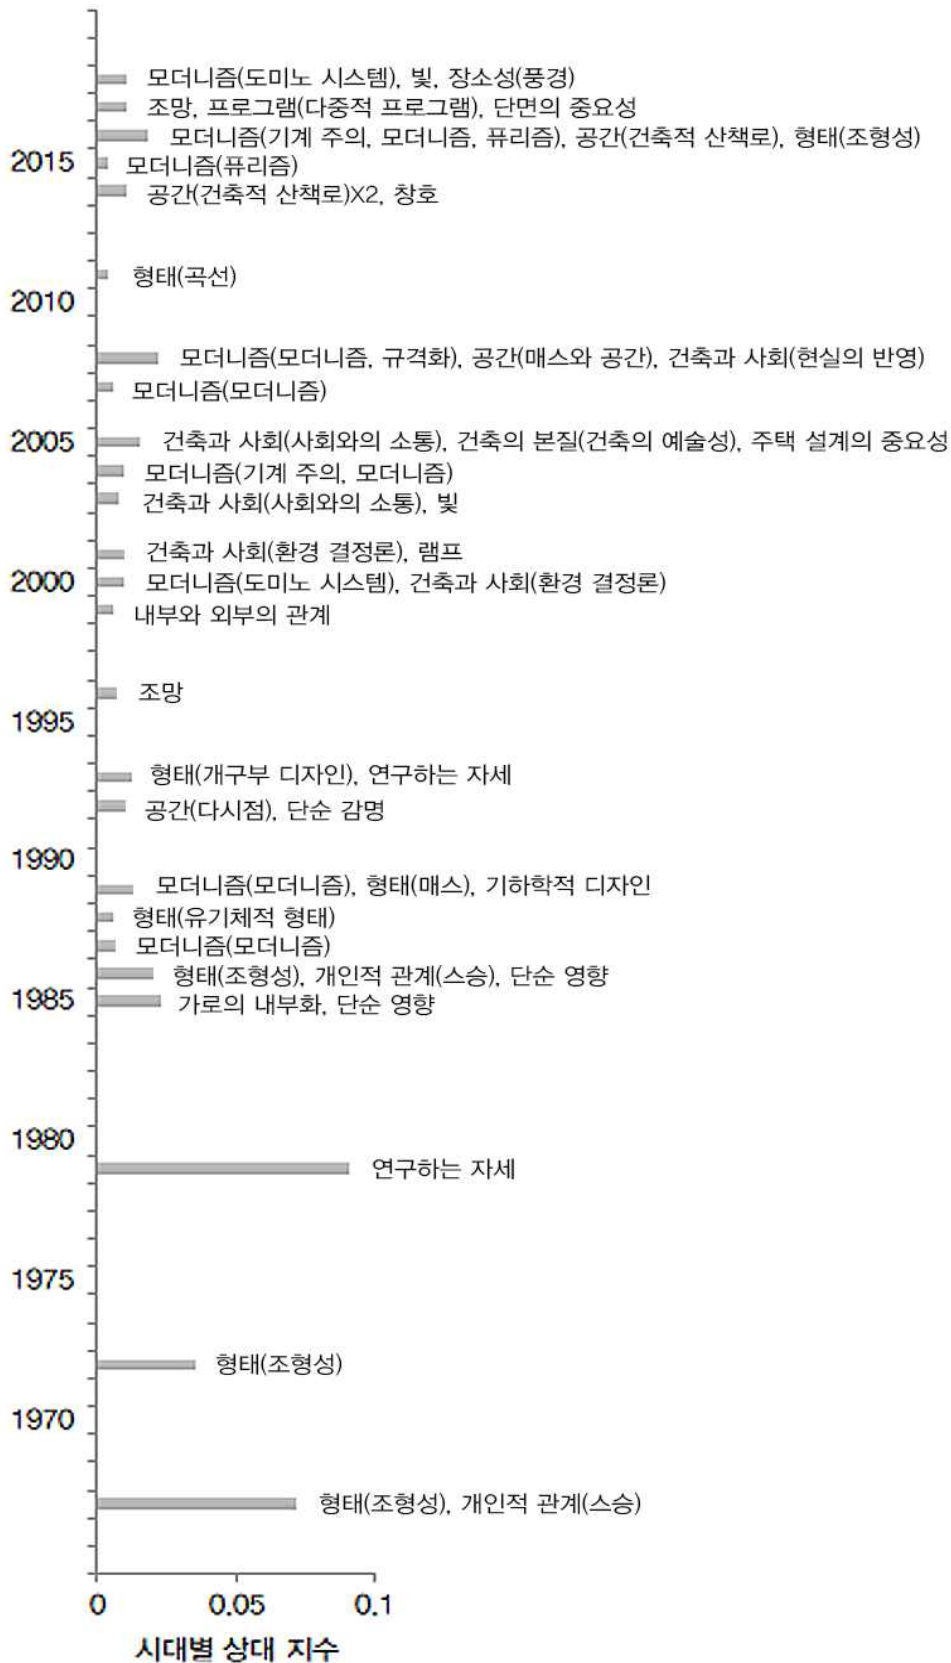 모더니즘(도미노 시스템), 빛, 장소성(풍경)
조망, 프로그램(다중적 프로그램), 단면의 중요성
모더니즘(기계 주의, 모더니즘, 퓨리즘), 공간(건축적 산책로), 형태(조형성)
2015
모더니즘(퓨리즘)
공간(건축적 산책로)X2, 창호
형태(곡선)
2010
모더니즘(모더니즘, 규격화), 공간(매스와 공간), 건축과 사회(현실의 반영)
모더니즘(모더니즘)
2005
건축과 사회(사회와의 소통), 건축의 본질(건축의 예술성), 주택 설계의 중요성
모더니즘(기계 주의, 모더니즘)
건축과 사회(사회와의 소통), 빛
건축과 사회(환경 결정론), 램프
2000
모더니즘(도미노 시스템), 건축과 사회(환경 결정론)
내부와 외부의 관계
조망
1995
형태(개구부 디자인), 연구하는 자세
공간(다시점), 단순 감명
1990
모더니즘(모더니즘), 형태(매스), 기하학적 디자인
형태(유기체적 형태)
모더니즘(모더니즘)
형태(조형성), 개인적 관계(스승), 단순 영향
1985
가로의 내부화, 단순 영향
1980
연구하는 자세
1975
형태(조형성)
1970
형태(조형성), 개인적 관계(스승)
0 0.05 0.1
시대별 상대 지수